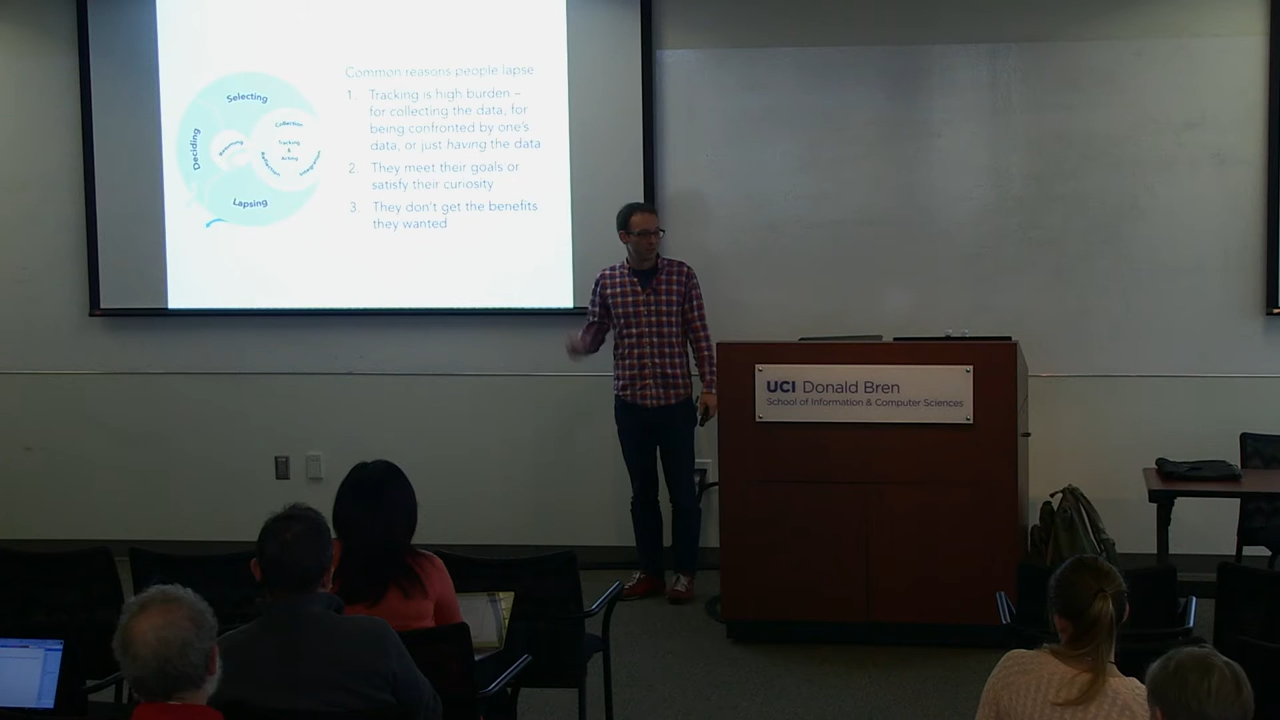 Common reasons people lapse
1. Tracking is high burden –
for collecting the data, for
being confronted by one's
data, or just having the data
2. They meet their goals or
satisfy their curiosity
3. They don't get the benefits
they wanted
Selecting
Deciding
Collection
Tracking
&
Acting
Reflection
Integration
Lapsing
UCI Donald Bren
School of Information & Computer Sciences